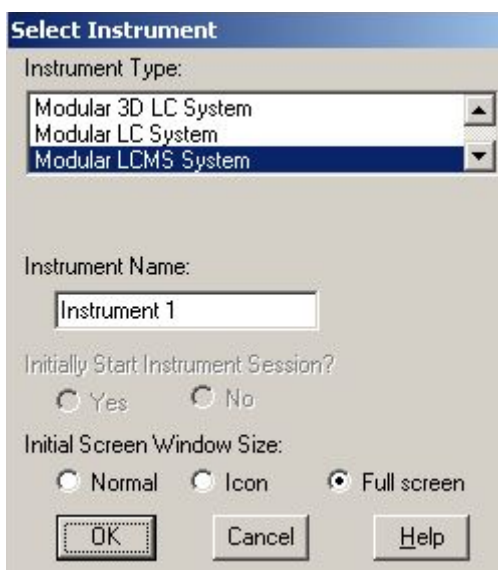 Select Instrument
Instrument Type:
Modular 3D LC System
Modular LC System
Modular LCMS System
Instrument Name:
Instrument 1
Initially Start Instrument Session?
Yes No
Initial Screen Window Size:
Normal Icon Full screen
OK Cancel Help